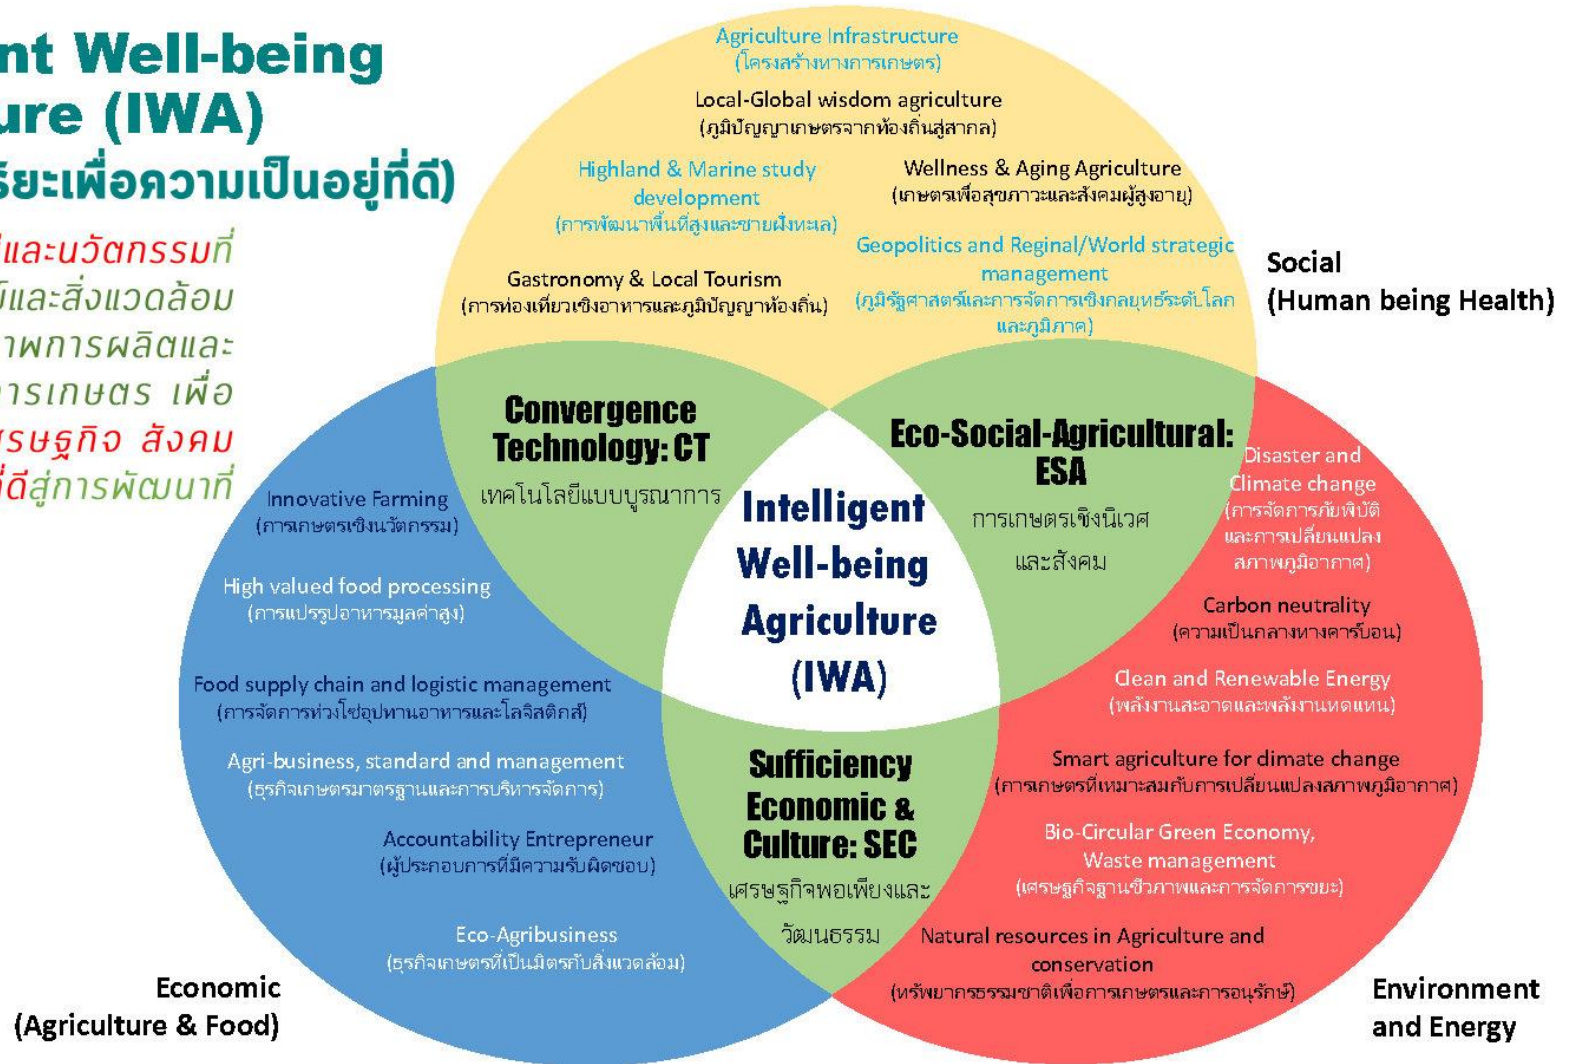 nt Well-being
ure (IWA)
ริยะเพื่อความเป็นอยู่ที่ดี)
และนวัตกรรมที่
และสิ่งแวดล้อม
าพการผลิตและ
การเกษตร เพื่อ
ศรษฐกิจ สังคม
ที่ดีสู่การพัฒนาที่
Agriculture Infrastructure
(โครงสร้างทางการเกษตร)
Local-Global wisdom agriculture
(ภูมิปัญญาเกษตรจากท้องถิ่นสู่สากล)
Highland & Marine study
development
(การพัฒนาพื้นที่สูงและชายฝั่งทะเล)
Wellness & Aging Agriculture
(เกษตรเพื่อสุขภาวะและสังคมผู้สูงอายุ)
Geopolitics and Reginal/World strategic
management
(ภูมิรัฐศาสตร์และการจัดการเชิงกลยุทธ์ระดับโลก
และภูมิภาค)
Gastronomy & Local Tourism
(การท่องเที่ยวเชิงอาหารและภูมิปัญญาท้องถิ่น)
Social
(Human being Health)
Convergence
Technology: CT
เทคโนโลยีแบบบูรณาการ
Eco-Social-Agricultural:
ESA
การเกษตรเชิงนิเวศ
และสังคม
Intelligent
Well-being
Agriculture
(IWA)
Sufficiency
Economic &
Culture: SEC
เศรษฐกิจพอเพียงและ
วัฒนธรรม
Innovative Farming
(การเกษตรเชิงนวัตกรรม)
High valued food processing
(การแปรรูปอาหารมูลค่าสูง)
Food supply chain and logistic management
(การจัดการห่วงโซ่อุปทานอาหารและโลจิสติกส์)
Agri-business, standard and management
(ธุรกิจเกษตรมาตรฐานและการบริหารจัดการ)
Accountability Entrepreneur
(ผู้ประกอบการที่มีความรับผิดชอบ)
Eco-Agribusiness
(ธุรกิจเกษตรที่เป็นมิตรกับสิ่งแวดล้อม)
Economic
(Agriculture & Food)
Disaster and
Climate change
(การจัดการภัยพิบัติ
และการเปลี่ยนแปลง
สภาพภูมิอากาศ)
Carbon neutrality
(ความเป็นกลางทางคาร์บอน)
Clean and Renewable Energy
(พลังงานสะอาดและพลังงานทดแทน)
Smart agriculture for climate change
(การเกษตรที่เหมาะสมกับการเปลี่ยนแปลงสภาพภูมิอากาศ)
Bio-Circular Green Economy,
Waste management
(เศรษฐกิจฐานชีวภาพและการจัดการขยะ)
Natural resources in Agriculture and
conservation
(ทรัพยากรธรรมชาติเพื่อการเกษตรและการอนุรักษ์)
Environment
and Energy